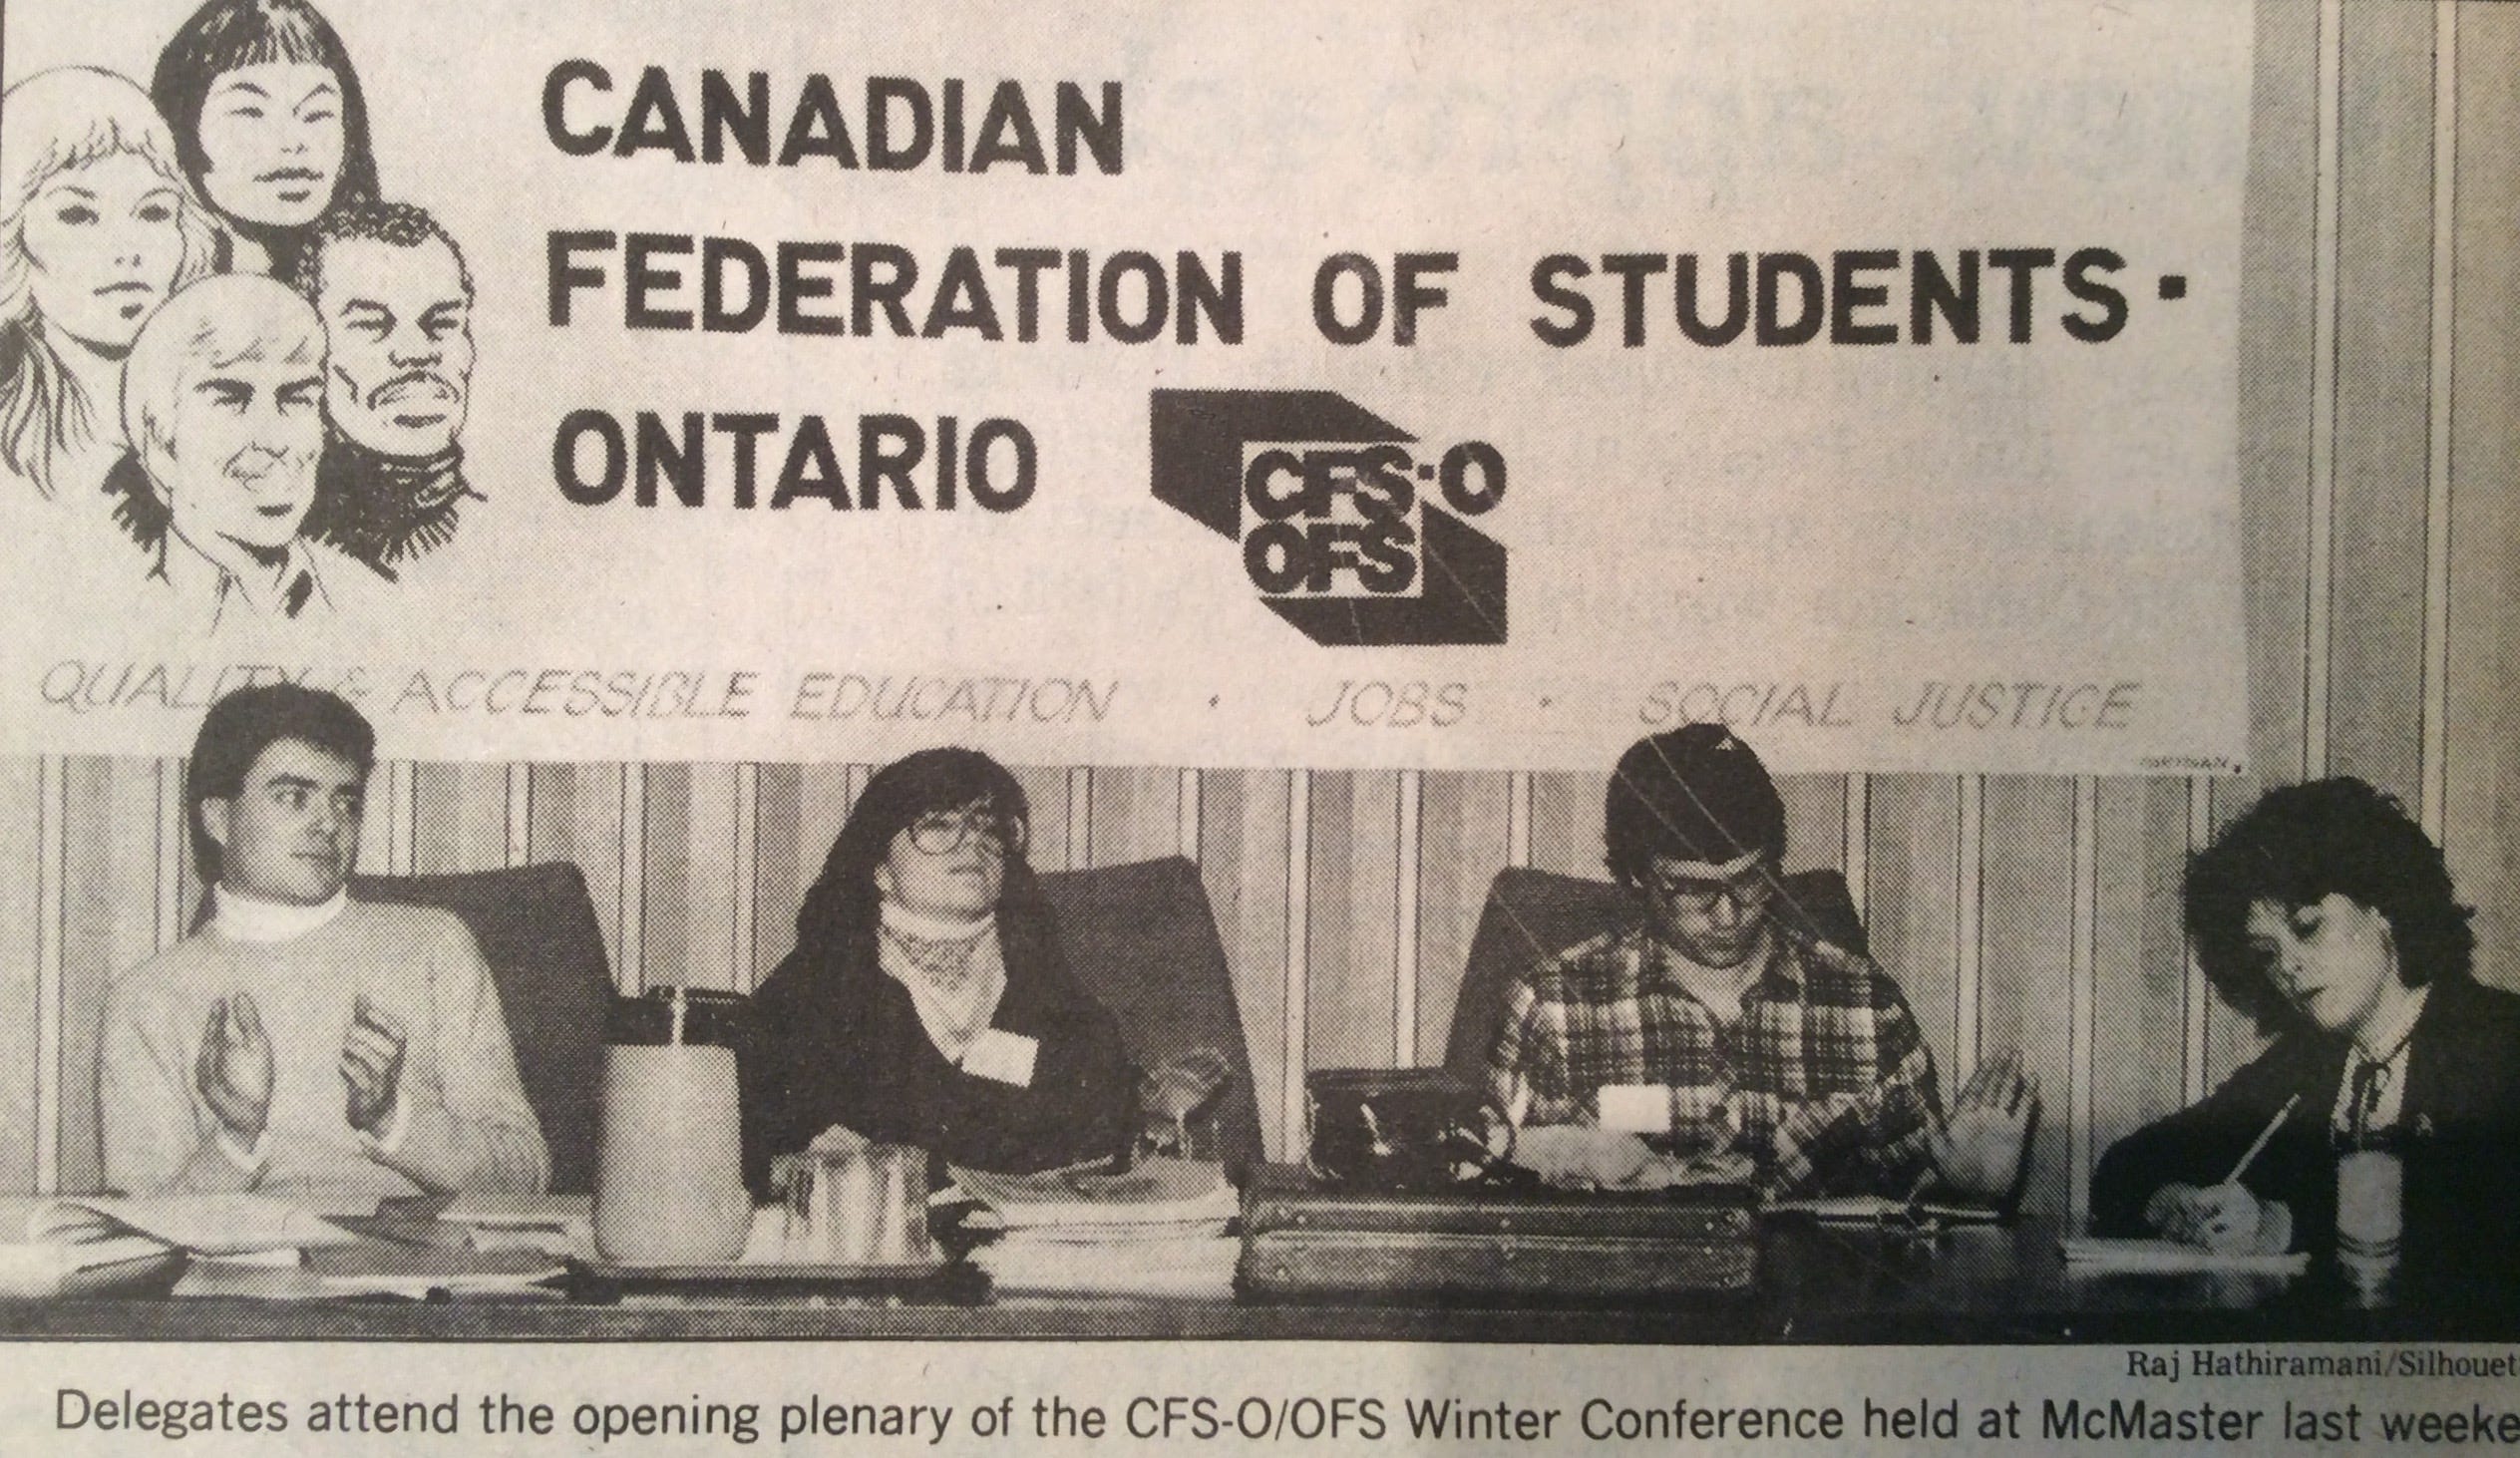 CANADIAN
FEDERATION OF STUDENTS -
ONTARIO
CFS-O
OFS
QUALITY & ACCESSIBLE EDUCATION · JOBS · SOCIAL JUSTICE
Raj Hathiramani/Silhouet
Delegates attend the opening plenary of the CFS-O/OFS Winter Conference held at McMaster last weeke